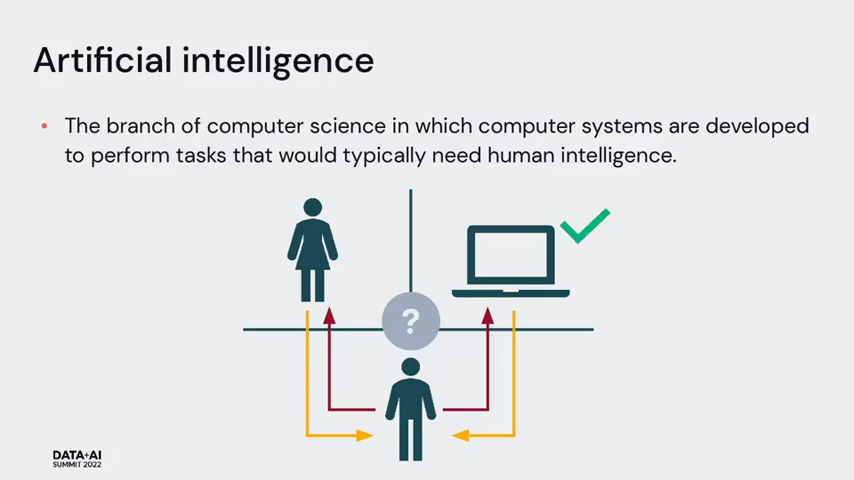 Artificial intelligence
• The branch of computer science in which computer systems are developed
to perform tasks that would typically need human intelligence.
?
DATA+AI
SUMMIT 2022